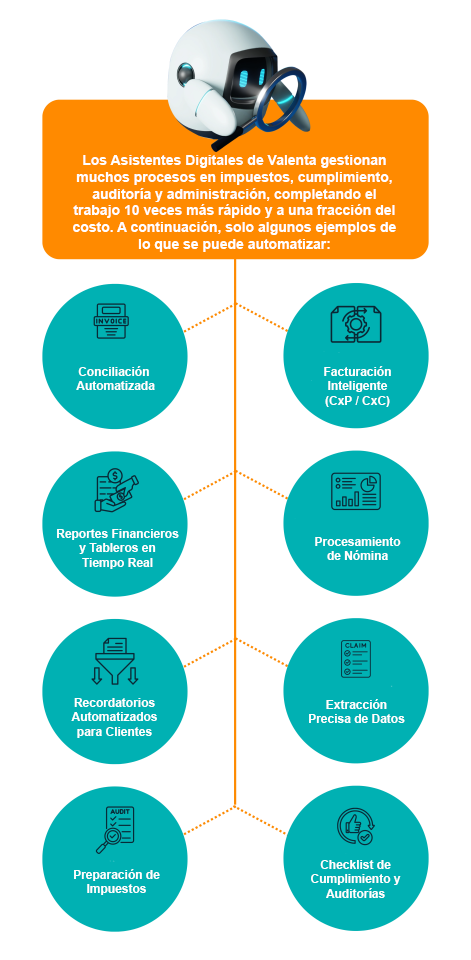 Los Asistentes Digitales de Valenta gestionan
muchos procesos en impuestos, cumplimiento,
auditoría y administración, completando el
trabajo 10 veces más rápido y a una fracción del
costo. A continuación, solo algunos ejemplos de
lo que se puede automatizar:
INVOICE
Conciliación
Automatizada
Facturación
Inteligente
(CxP / CxC)
$
Reportes Financieros
y Tableros en
Tiempo Real
Procesamiento
de Nómina
Recordatorios
Automatizados
para Clientes
CLAIM
Extracción
Precisa de Datos
AUDIT
Preparación de
Impuestos
Checklist de
Cumplimiento y
Auditorías